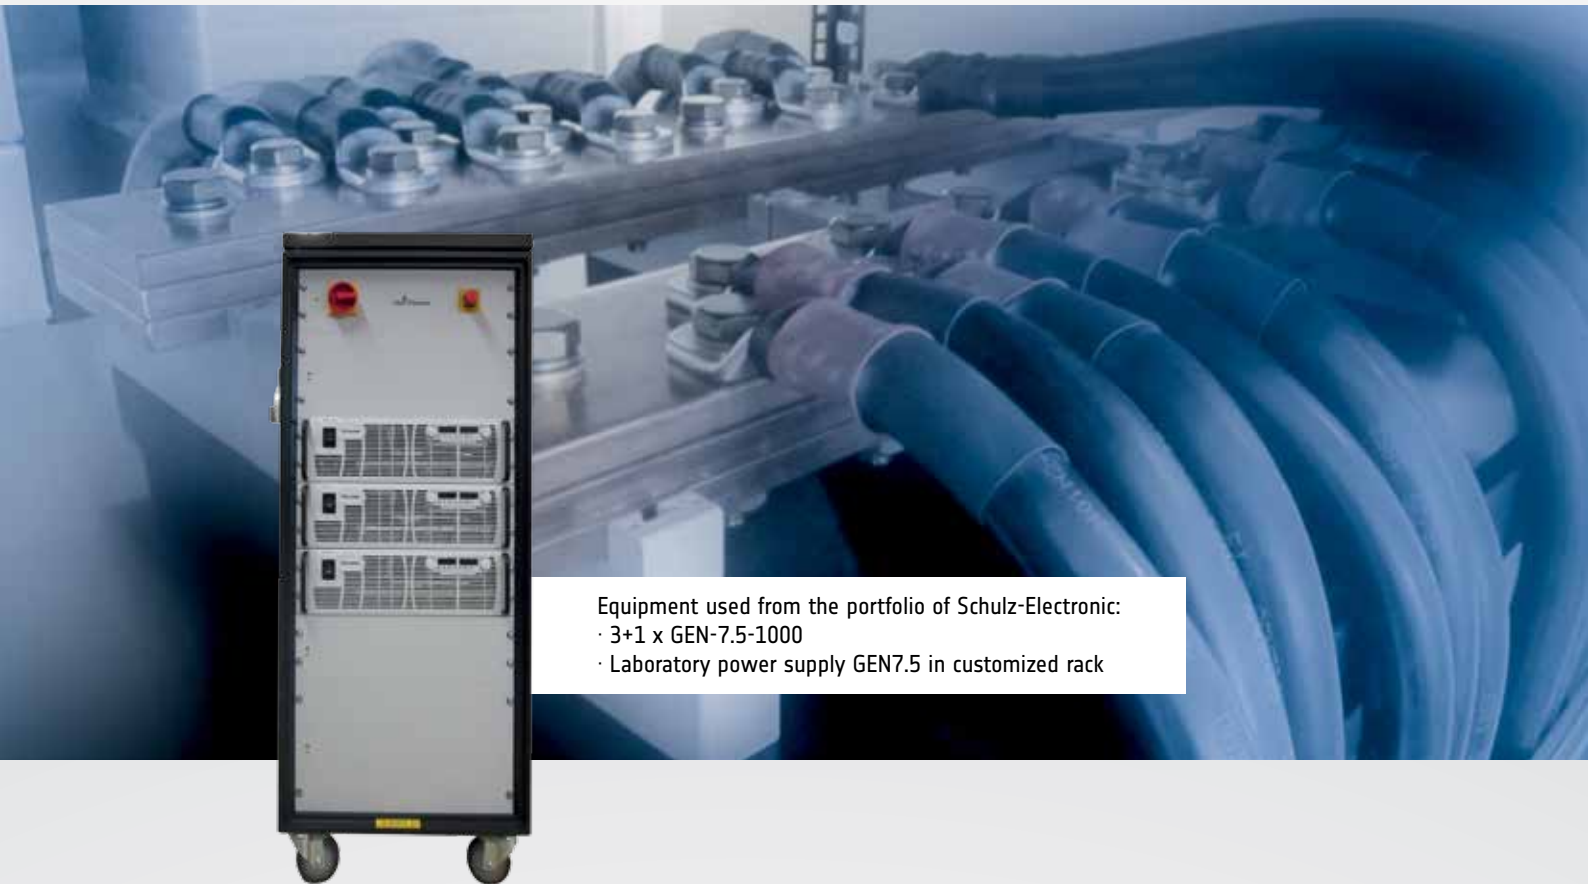 Equipment used from the portfolio of Schulz-Electronic:
· 3+1 x GEN-7.5-1000
· Laboratory power supply GEN7.5 in customized rack